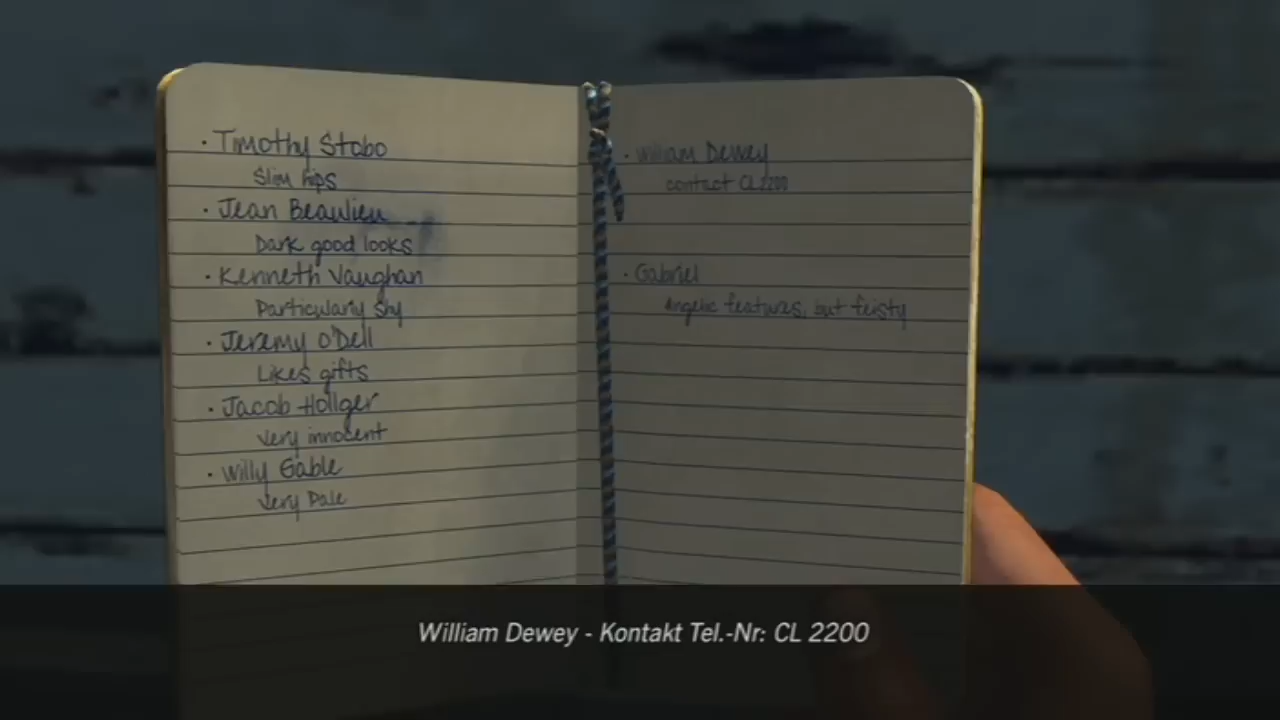 · Timothy Stabo
Slim hips
· Jean Beaulieu
Dark good looks
· Kenneth Vaughan
Particularly shy
· Jeremy O'Dell
Likes gifts
· Jacob Hollger
very innocent
· Willy Gable
very Pale
· William Dewey
contact CL 2200
· Gabriel
Angelic features, but feisty
William Dewey - Kontakt Tel.-Nr: CL 2200